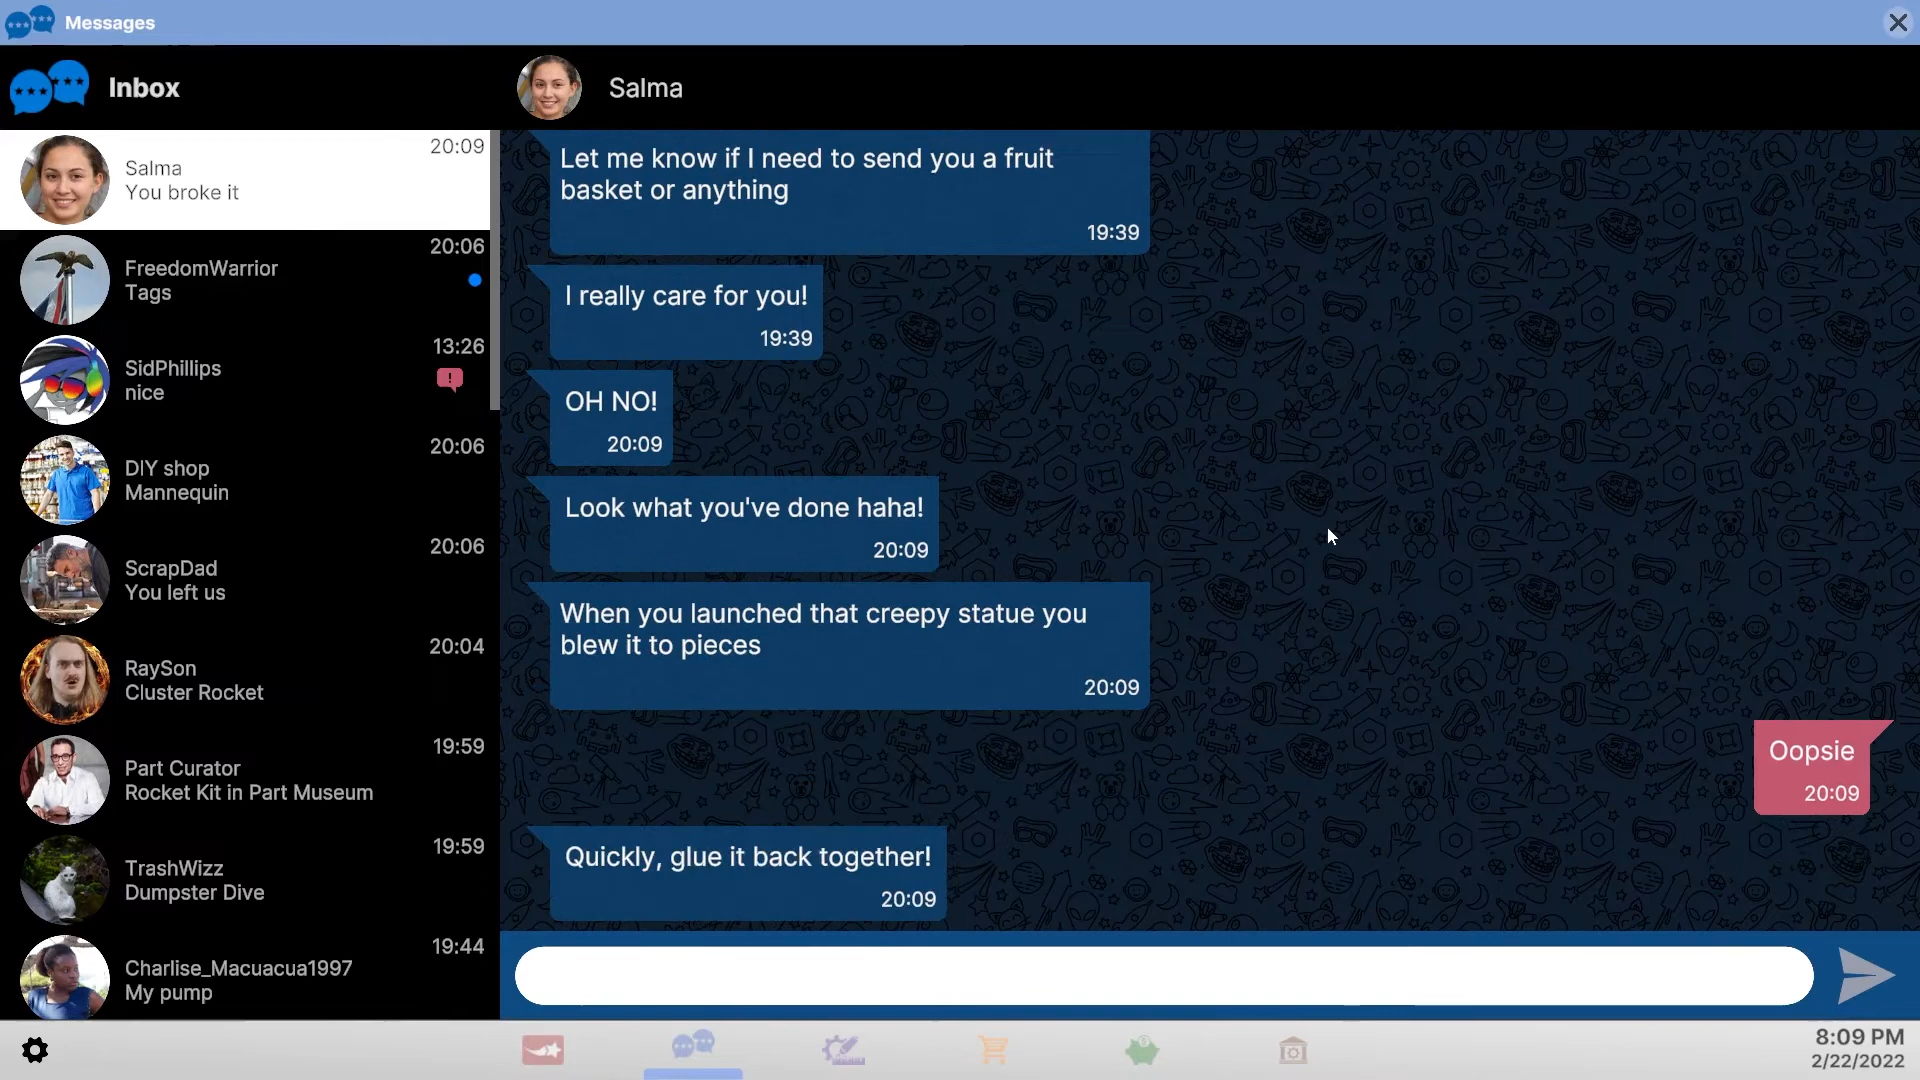 Messages
Inbox
Salma
20:09
Salma
You broke it
20:06
FreedomWarrior
Tags
13:26
SidPhillips
nice
20:06
DIY shop
Mannequin
20:06
ScrapDad
You left us
20:04
RaySon
Cluster Rocket
19:59
Part Curator
Rocket Kit in Part Museum
19:59
TrashWizz
Dumpster Dive
19:44
Charlise_Macuacua1997
My pump
Let me know if I need to send you a fruit
basket or anything
19:39
I really care for you!
19:39
OH NO!
20:09
Look what you've done haha!
20:09
When you launched that creepy statue you
blew it to pieces
20:09
Oopsie
20:09
Quickly, glue it back together!
20:09
8:09 PM
2/22/2022